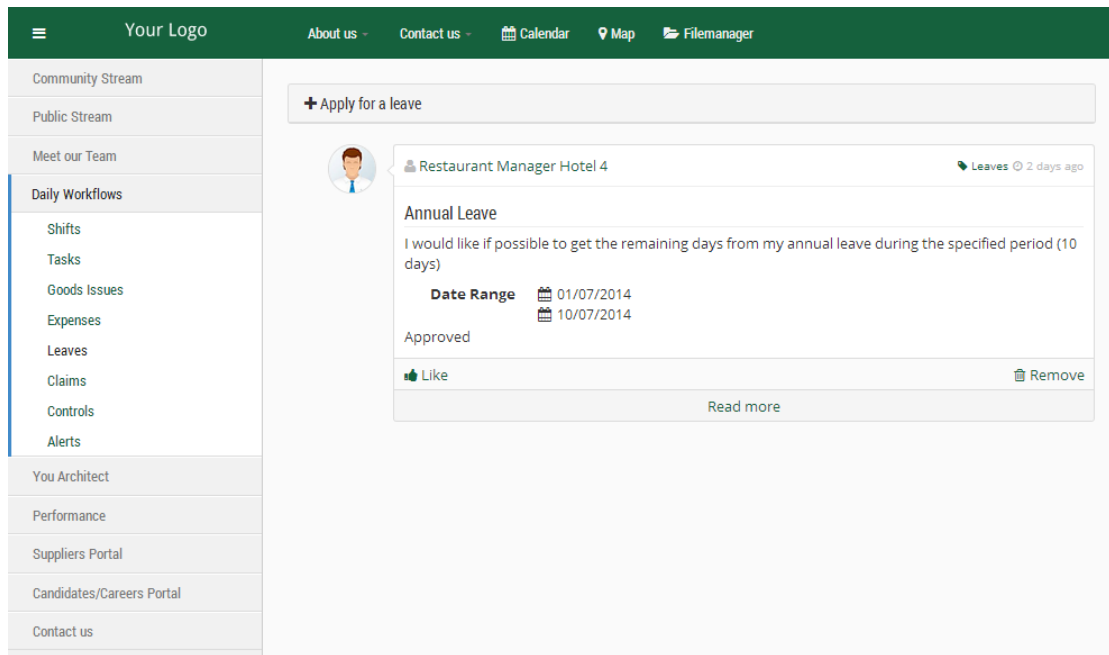 Your Logo
About us
Contact us
Calendar
Map
Filemanager
Community Stream
Public Stream
Meet our Team
Daily Workflows
Shifts
Tasks
Goods Issues
Expenses
Leaves
Claims
Controls
Alerts
You Architect
Performance
Suppliers Portal
Candidates/Careers Portal
Contact us
Apply for a leave
Restaurant Manager Hotel 4
Leaves 2 days ago
Annual Leave
I would like if possible to get the remaining days from my annual leave during the specified period (10
days)
Date Range 01/07/2014
10/07/2014
Approved
Like
Remove
Read more